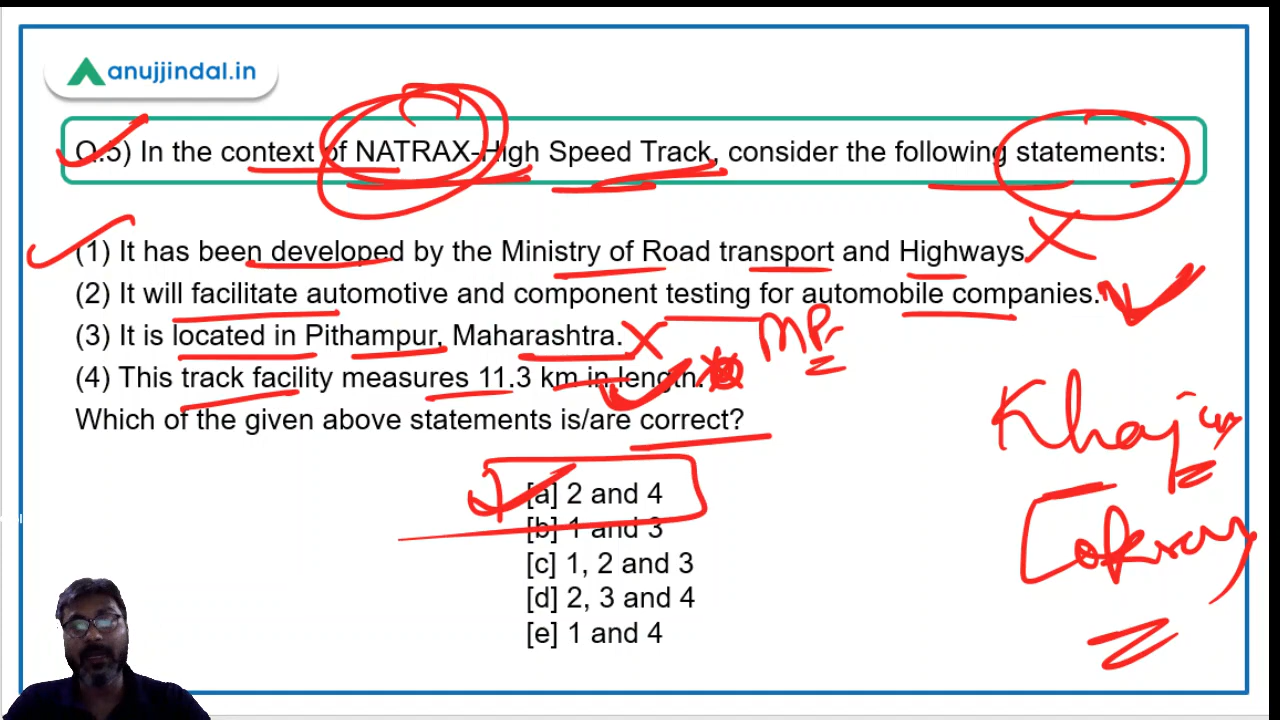 anujjindal.in
Q.5) In the context of NATRAX-High Speed Track, consider the following statements:
(1) It has been developed by the Ministry of Road transport and Highways.
(2) It will facilitate automotive and component testing for automobile companies.
(3) It is located in Pithampur, Maharashtra.
MP
(4) This track facility measures 11.3 km in length.
Which of the given above statements is/are correct?
[a] 2 and 4
[b] 1 and 3
[c] 1, 2 and 3
[d] 2, 3 and 4
[e] 1 and 4